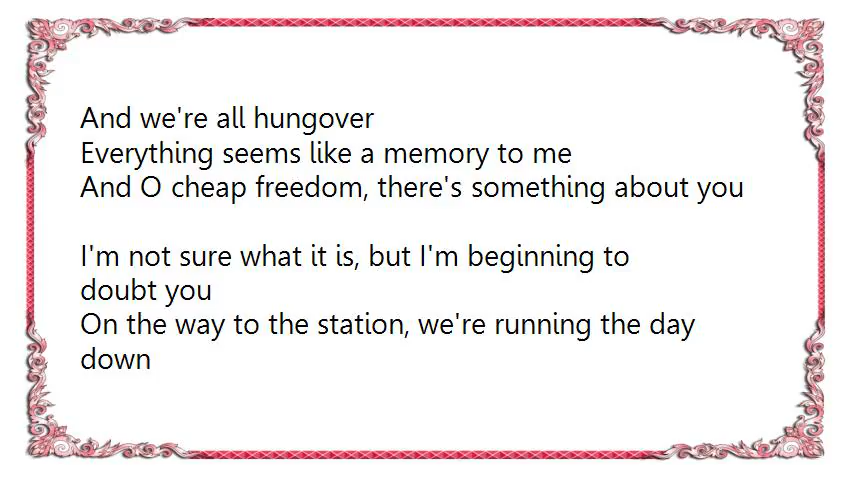 And we're all hungover
Everything seems like a memory to me
And O cheap freedom, there's something about you
I'm not sure what it is, but I'm beginning to
doubt you
On the way to the station, we're running the day
down